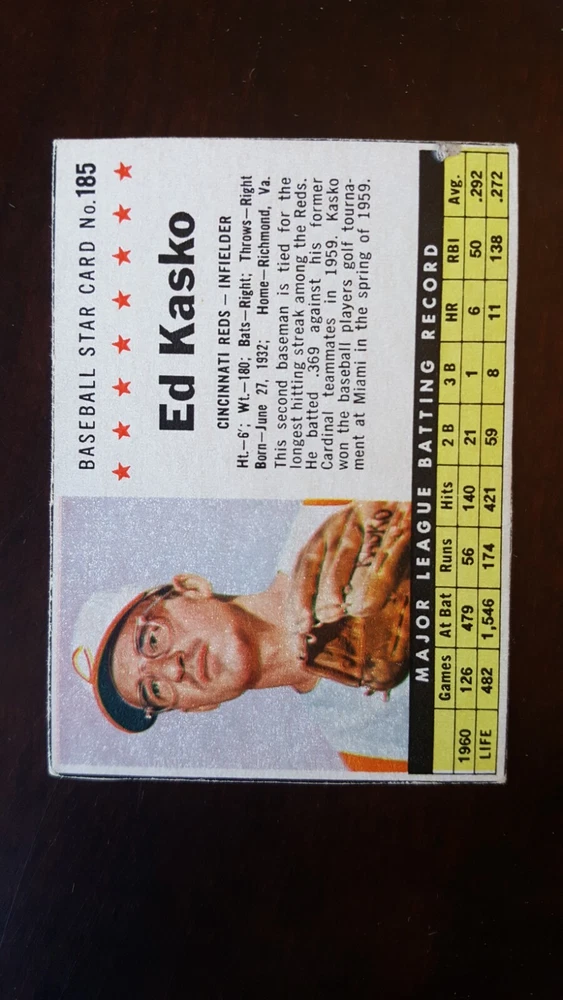 BASEBALL STAR CARD No. 185
Ed Kasko
CINCINNATI REDS — INFIELDER
Ht.—6'; Wt.—180; Bats—Right; Throws—Right
Born—June 27, 1932; Home—Richmond, Va.
This second baseman is tied for the
longest hitting streak among the Reds.
He batted .369 against his former
Cardinal teammates in 1959. Kasko
won the baseball players golf tourna-
ment at Miami in the spring of 1959.
KASKO
MAJOR LEAGUE BATTING RECORD
Games At Bat Runs Hits 2 B 3 B HR RBI Avg.
1960 126 479 56 140 21 1 6 50 .292
LIFE 482 1,546 174 421 59 8 11 138 .272